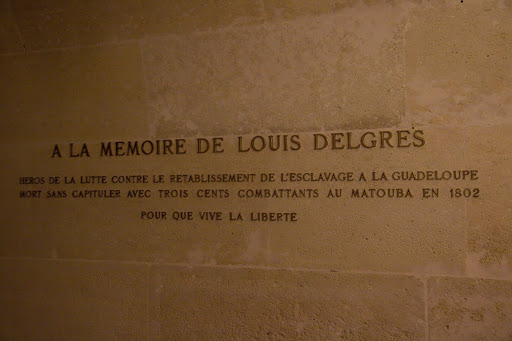 A LA MEMOIRE DE LOUIS DELGRES
HEROS DE LA LUTTE CONTRE LE RETABLISSEMENT DE L'ESCLAVAGE A LA GUADELOUPE
MORT SANS CAPITULER AVEC TROIS CENTS COMBATTANTS AU MATOUBA EN 1802
POUR QUE VIVE LA LIBERTE